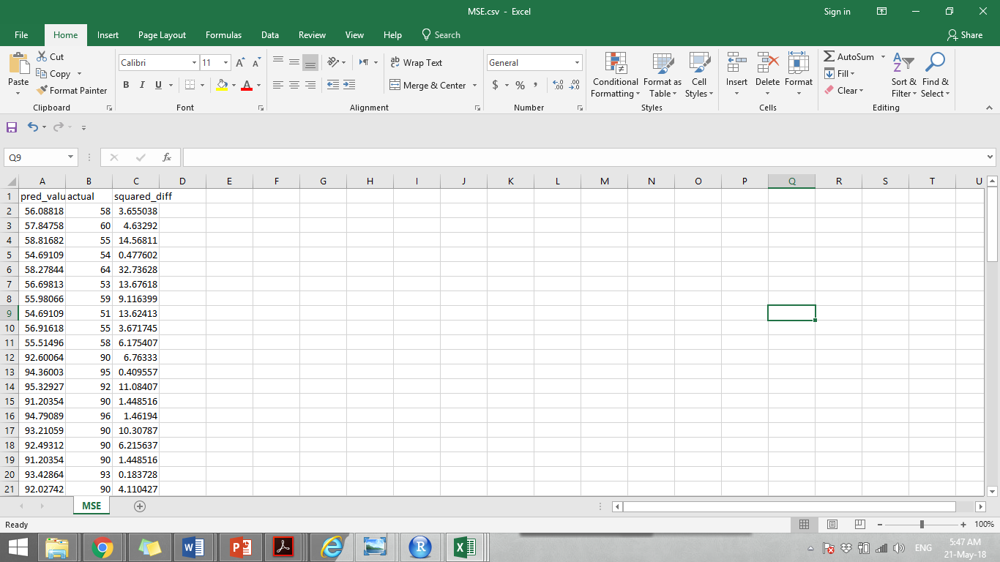 MSE.csv - Excel
Sign in
File Home Insert Page Layout Formulas Data Review View Help Search Share
Paste
Cut
Copy
Format Painter
Clipboard
Calibri 11
B I U
Font
Wrap Text
Merge & Center
Alignment
General
$ % ,
Number
Conditional Formatting
Format as Table
Cell Styles
Styles
Insert Delete Format
Cells
AutoSum
Fill
Clear
Sort & Filter
Find & Select
Editing
Q9 fx
A B C D E F G H I J K L M N O P Q R S T U
1 pred_valu actual squared_diff
2 56.08818 58 3.655038
3 57.84758 60 4.63292
4 58.81682 55 14.56811
5 54.69109 54 0.477602
6 58.27844 64 32.73628
7 56.69813 53 13.67618
8 55.98066 59 9.116399
9 54.69109 51 13.62413
10 56.91618 55 3.671745
11 55.51496 58 6.175407
12 92.60064 90 6.76333
13 94.36003 95 0.409557
14 95.32927 92 11.08407
15 91.20354 90 1.448516
16 94.79089 96 1.46194
17 93.21059 90 10.30787
18 92.49312 90 6.215637
19 91.20354 90 1.448516
20 93.42864 93 0.183728
21 92.02742 90 4.110427
MSE
Ready 100%
ENG
5:47 AM
21-May-18